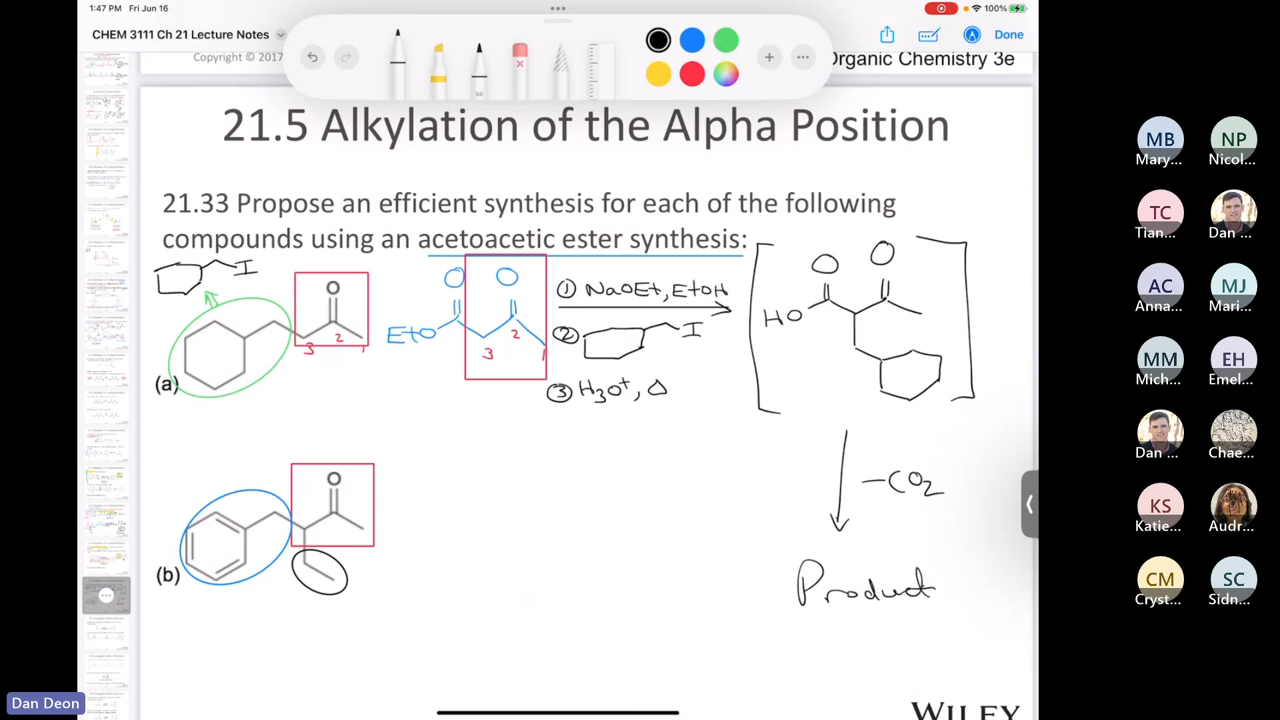 1:47 PM Fri Jun 16
100%
CHEM 3111 Ch 21 Lecture Notes
Done
Copyright © 2017
Organic Chemistry 3e
21.5 Alkylation of the Alpha Position
21.33 Propose an efficient synthesis for each of the following
compounds using an acetoacetic ester synthesis:
I
O
3 2 1
(a)
O O
EtO
3 2 1
① NaOEt, EtOH
② I
③ H3O+, Δ
O O
HO
-CO2
Product
O
(b)
WILEY
MB
Mary...
NP
Nicol...
TC
Tian...
Dan ...
AC
Anna...
MJ
Mari...
MM
Mich...
EH
Emel...
Dan ...
Chae...
KS
Katie...
Audr...
CM
Cryst...
SC
Sidn...
Dan Deon